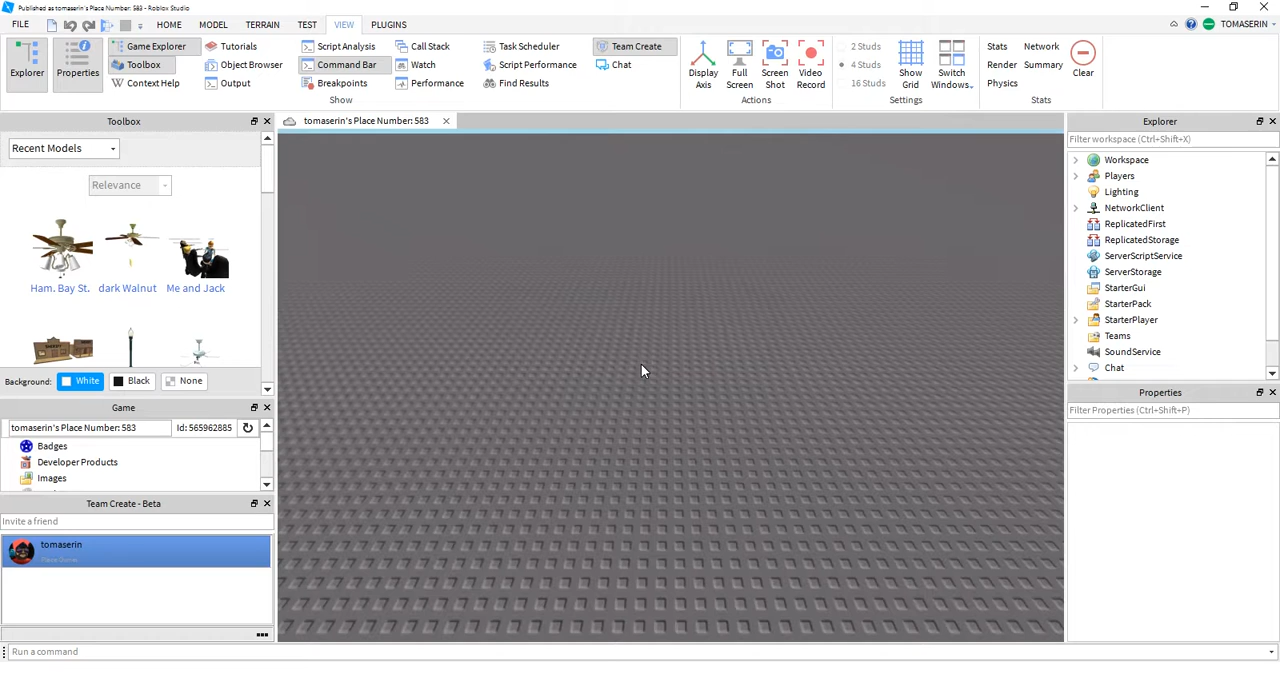 Published as tomaserin's Place Number: 583 - Roblox Studio
FILE HOME MODEL TERRAIN TEST VIEW PLUGINS TOMASERIN
Explorer
Properties
Game Explorer
Toolbox
Context Help
Tutorials
Object Browser
Output
Script Analysis
Command Bar
Breakpoints
Call Stack
Watch
Performance
Task Scheduler
Script Performance
Find Results
Team Create
Chat
Show
Display Axis
Full Screen
Screen Shot
Video Record
Actions
2 Studs
4 Studs
16 Studs
Show Grid
Switch Windows
Settings
Stats
Render
Physics
Network
Summary
Clear
Stats
Toolbox
Recent Models
Relevance
Ham. Bay St. dark Walnut Me and Jack
Background: White Black None
Game
tomaserin's Place Number: 583 Id: 565962885
Badges
Developer Products
Images
Team Create - Beta
Invite a friend
tomaserin
tomaserin's Place Number: 583
Explorer
Filter workspace (Ctrl+Shift+X)
Workspace
Players
Lighting
NetworkClient
ReplicatedFirst
ReplicatedStorage
ServerScriptService
ServerStorage
StarterGui
StarterPack
StarterPlayer
Teams
SoundService
Chat
Properties
Filter Properties (Ctrl+Shift+P)
Run a command